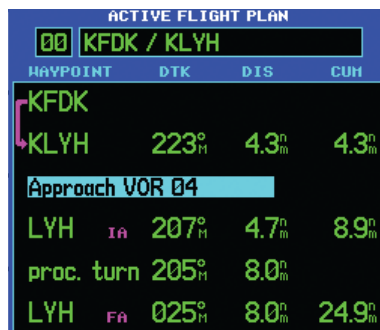 ACTIVE FLIGHT PLAN
00 KFDK / KLYH
WAYPOINT DTK DIS CUM
KFDK
KLYH 223°M 4.3nm 4.3nm
Approach VOR 04
LYH IA 207°M 4.7nm 8.9nm
proc. turn 205°M 8.0nm
LYH FA 025°M 8.0nm 24.9nm